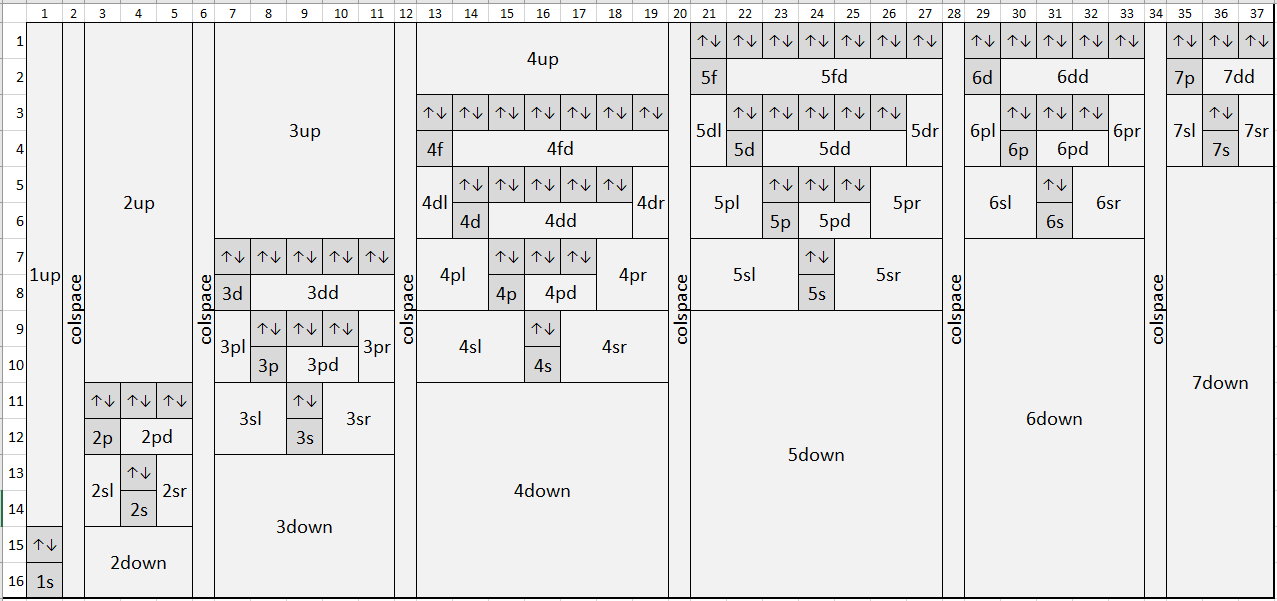 1 2 3 4 5 6 7 8 9 10 11 12 13 14 15 16 17 18 19 20 21 22 23 24 25 26 27 28 29 30 31 32 33 34 35 36 37
1 ↑↓ ↑↓ ↑↓ ↑↓ ↑↓ ↑↓ ↑↓ ↑↓ ↑↓ ↑↓ ↑↓ ↑↓ ↑↓ ↑↓ ↑↓
4up
2 5f 5fd 6d 6dd 7p 7dd
3 ↑↓ ↑↓ ↑↓ ↑↓ ↑↓ ↑↓ ↑↓ ↑↓ ↑↓ ↑↓ ↑↓ ↑↓ ↑↓ ↑↓ ↑↓ ↑↓
3up 5dl 5dr 6pl 6pr 7sl 7sr
4 4f 4fd 5d 5dd 6p 6pd 7s
5 ↑↓ ↑↓ ↑↓ ↑↓ ↑↓ ↑↓ ↑↓ ↑↓ ↑↓
2up 4dl 4dr 5pl 5pr 6sl 6sr
6 4d 4dd 5p 5pd 6s
7 ↑↓ ↑↓ ↑↓ ↑↓ ↑↓ ↑↓ ↑↓ ↑↓ ↑↓
1up 4pl 4pr 5sl 5sr
8 3d 3dd 4p 4pd 5s
colspace colspace colspace colspace colspace colspace
9 ↑↓ ↑↓ ↑↓ ↑↓
3pl 3pr 4sl 4sr
10 3p 3pd 4s
7down
11 ↑↓ ↑↓ ↑↓ ↑↓
3sl 3sr 6down
12 2p 2pd 3s
5down
13 ↑↓
2sl 2sr 4down
14 2s
3down
15 ↑↓
2down
16 1s